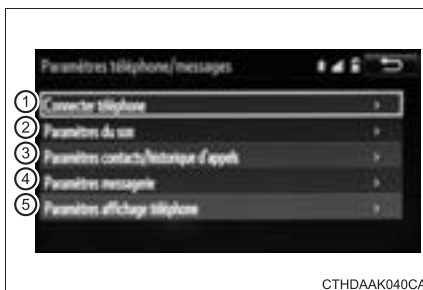 Paramètres téléphone/messages
1 Connecter téléphone
2 Paramètres du son
3 Paramètres contacts/historique d'appels
4 Paramètres messagerie
5 Paramètres affichage téléphone
CTHDAAK040CA